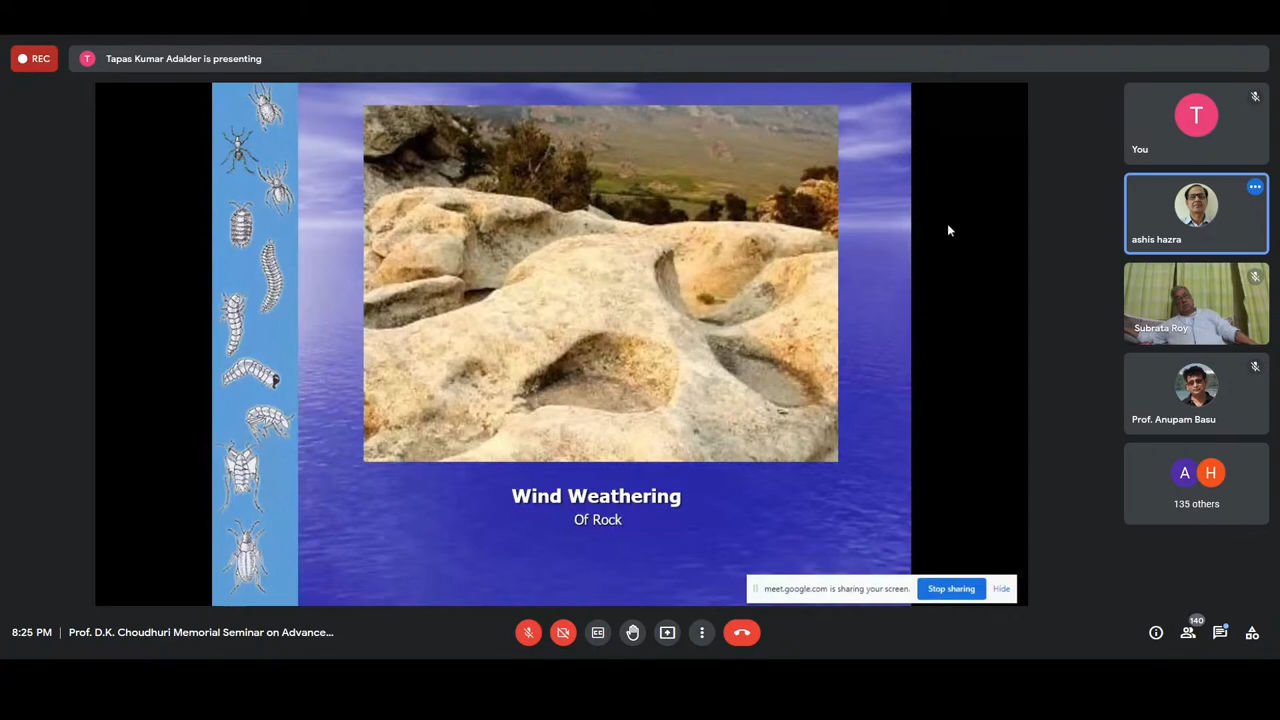 REC
T
Tapas Kumar Adalder is presenting
T
You
ashis hazra
Subrata Roy
Prof. Anupam Basu
A H
135 others
Wind Weathering
Of Rock
meet.google.com is sharing your screen.
Stop sharing
Hide
8:25 PM | Prof. D.K. Choudhuri Memorial Seminar on Advance...
CC
140